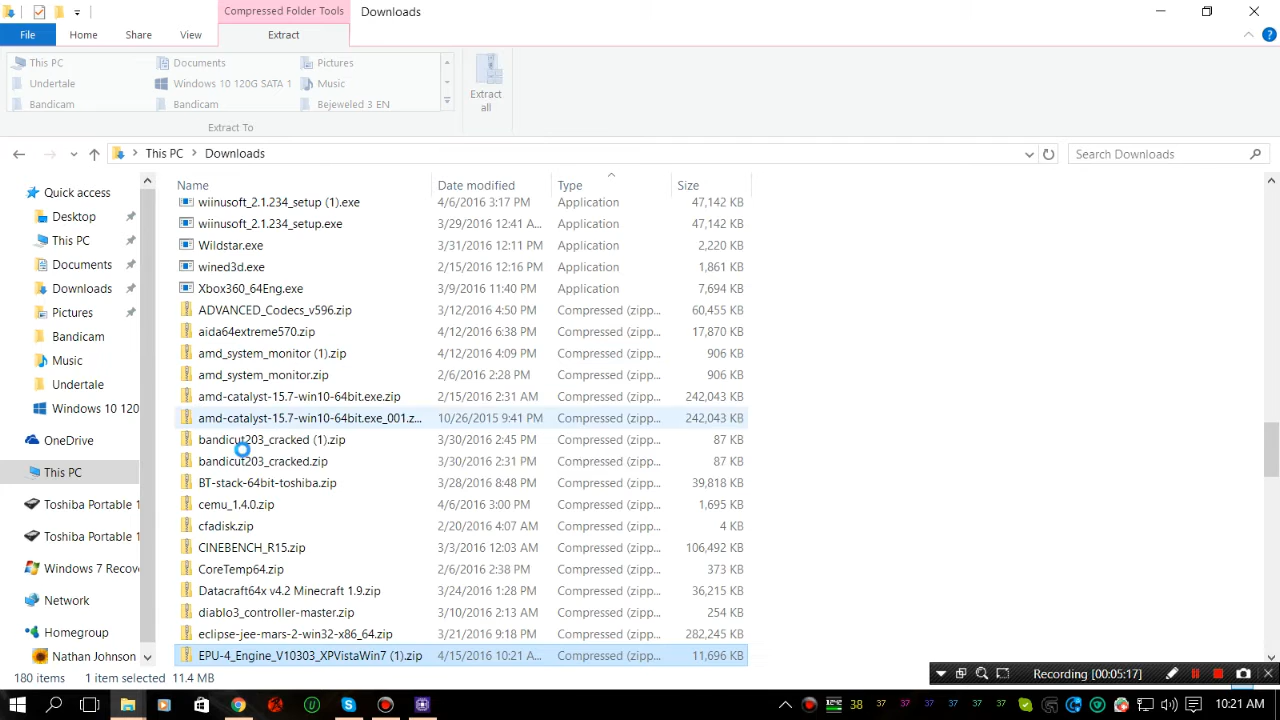 Compressed Folder Tools Downloads
File Home Share View Extract
This PC Documents Pictures
Undertale Windows 10 120G SATA 1 Music
Bandicam Bandicam Bejeweled 3 EN
Extract all
Extract To
This PC Downloads Search Downloads
Name Date modified Type Size
Quick access
Desktop
This PC
Documents
Downloads
Pictures
Bandicam
Music
Undertale
Windows 10 120
OneDrive
This PC
Toshiba Portable 1
Toshiba Portable 1
Windows 7 Recov
Network
Homegroup
Nathan Johnson
wiinusoft_2.1.234_setup (1).exe 4/6/2016 3:17 PM Application 47,142 KB
wiinusoft_2.1.234_setup.exe 3/29/2016 12:41 A... Application 47,142 KB
Wildstar.exe 3/31/2016 12:11 PM Application 2,220 KB
wined3d.exe 2/15/2016 12:16 PM Application 1,861 KB
Xbox360_64Eng.exe 3/9/2016 11:40 PM Application 7,694 KB
ADVANCED_Codecs_v596.zip 3/12/2016 4:50 PM Compressed (zipp... 60,455 KB
aida64extreme570.zip 4/12/2016 6:38 PM Compressed (zipp... 17,870 KB
amd_system_monitor (1).zip 4/12/2016 4:09 PM Compressed (zipp... 906 KB
amd_system_monitor.zip 2/6/2016 2:28 PM Compressed (zipp... 906 KB
amd-catalyst-15.7-win10-64bit.exe.zip 2/15/2016 2:31 AM Compressed (zipp... 242,043 KB
amd-catalyst-15.7-win10-64bit.exe_001.z... 10/26/2015 9:41 PM Compressed (zipp... 242,043 KB
bandicut203_cracked (1).zip 3/30/2016 2:45 PM Compressed (zipp... 87 KB
bandicut203_cracked.zip 3/30/2016 2:31 PM Compressed (zipp... 87 KB
BT-stack-64bit-toshiba.zip 3/28/2016 8:48 PM Compressed (zipp... 39,818 KB
cemu_1.4.0.zip 4/6/2016 3:00 PM Compressed (zipp... 1,695 KB
cfadisk.zip 2/20/2016 4:07 AM Compressed (zipp... 4 KB
CINEBENCH_R15.zip 3/3/2016 12:03 AM Compressed (zipp... 106,492 KB
CoreTemp64.zip 2/6/2016 2:38 PM Compressed (zipp... 373 KB
Datacraft64x v4.2 Minecraft 1.9.zip 3/24/2016 1:28 PM Compressed (zipp... 36,215 KB
diablo3_controller-master.zip 3/10/2016 2:13 AM Compressed (zipp... 254 KB
eclipse-jee-mars-2-win32-x86_64.zip 3/21/2016 9:18 PM Compressed (zipp... 282,245 KB
EPU-4_Engine_V10303_XPVistaWin7 (1).zip 4/15/2016 10:21 A... Compressed (zipp... 11,696 KB
180 items 1 item selected 11.4 MB
Recording [00:05:17]
38 37 37 37 37 37 10:21 AM